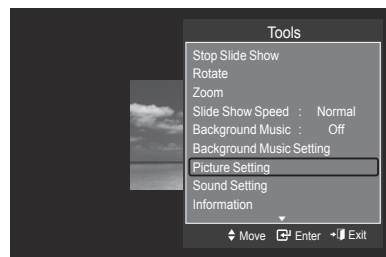 Tools
Stop Slide Show
Rotate
Zoom
Slide Show Speed : Normal
Background Music : Off
Background Music Setting
Picture Setting
Sound Setting
Information
Move Enter Exit